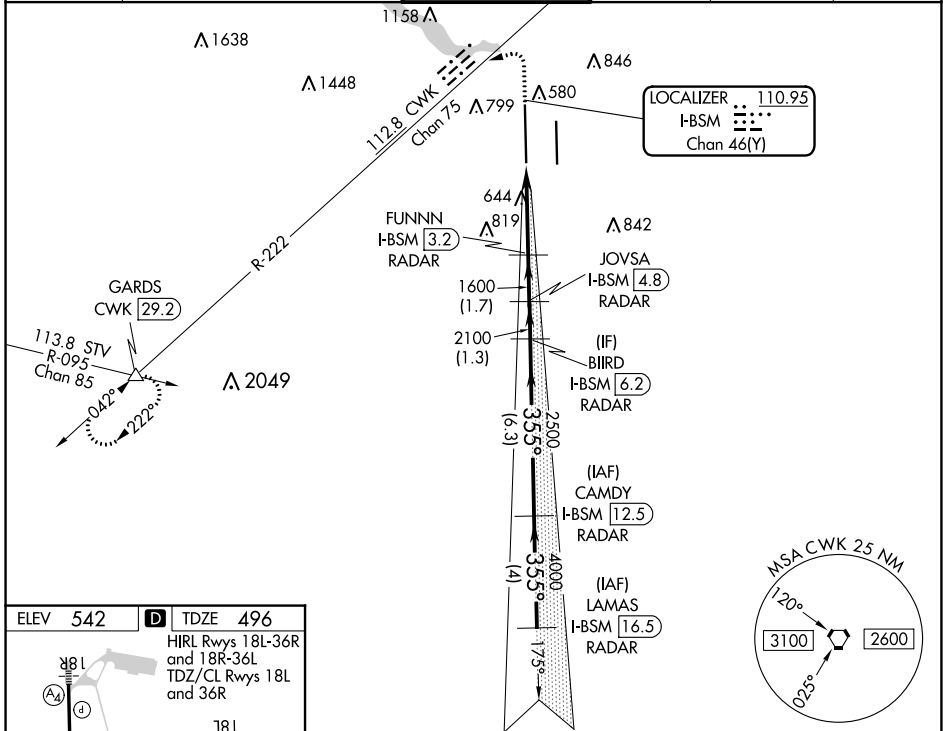 1158
1638
1448
846
112.8 CWK
Chan 75
799
580
LOCALIZER 110.95
I-BSM
Chan 46(Y)
644
819
842
FUNNN
I-BSM 3.2
RADAR
JOVSA
I-BSM 4.8
RADAR
1600
(1.7)
2100
(1.3)
(IF)
BIIRD
I-BSM 6.2
RADAR
R-222
GARDS
CWK 29.2
113.8 STV
R-095
Chan 85
042°
222°
2049
355°
2500
(6.3)
(IAF)
CAMDY
I-BSM 12.5
RADAR
355°
4000
(4)
(IAF)
LAMAS
I-BSM 16.5
RADAR
175°
MSA CWK 25 NM
120°
3100
2600
025°
ELEV 542 D TDZE 496
HIRL Rwys 18L-36R
and 18R-36L
TDZ/CL Rwys 18L
and 36R
18R
A4
P
18L